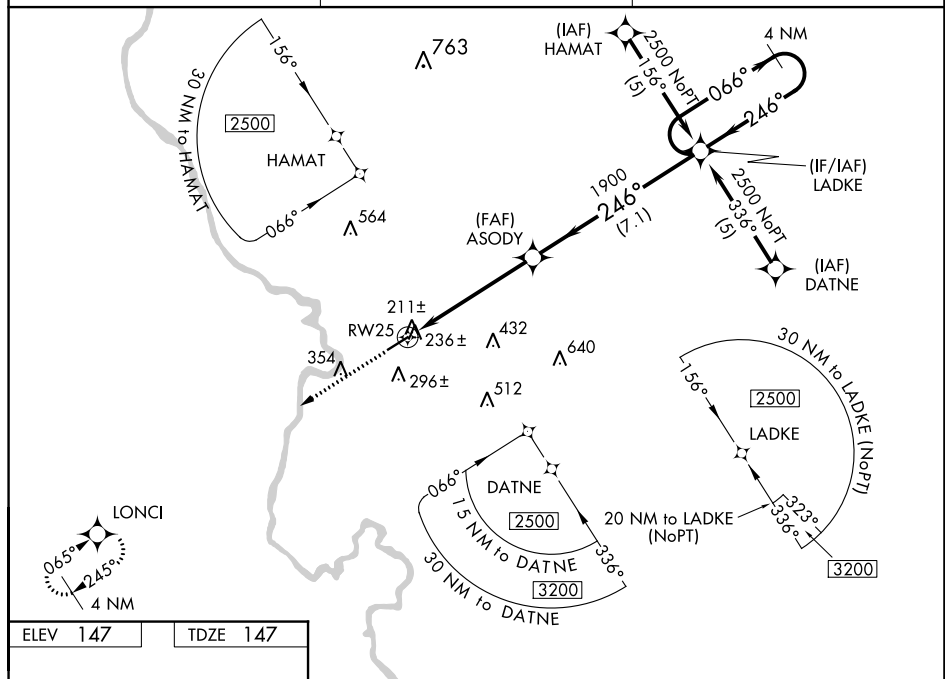 (IAF)
HAMAT
2500 NoPT
156°
(5)
4 NM
066°
246°
(IF/IAF)
LADKE
2500 NoPT
336°
(5)
(IAF)
DATNE
1900
246°
(7.1)
(FAF)
ASODY
763
156°
30 NM to HAMAT
2500
HAMAT
066°
564
211±
RW25
236±
432
640
354
296±
512
30 NM to LADKE (NoPT)
156°
2500
LADKE
323°
336°
20 NM to LADKE
(NoPT)
3200
066°
DATNE
2500
15 NM to DATNE
336°
3200
30 NM to DATNE
LONCI
065°
245°
4 NM
ELEV 147
TDZE 147